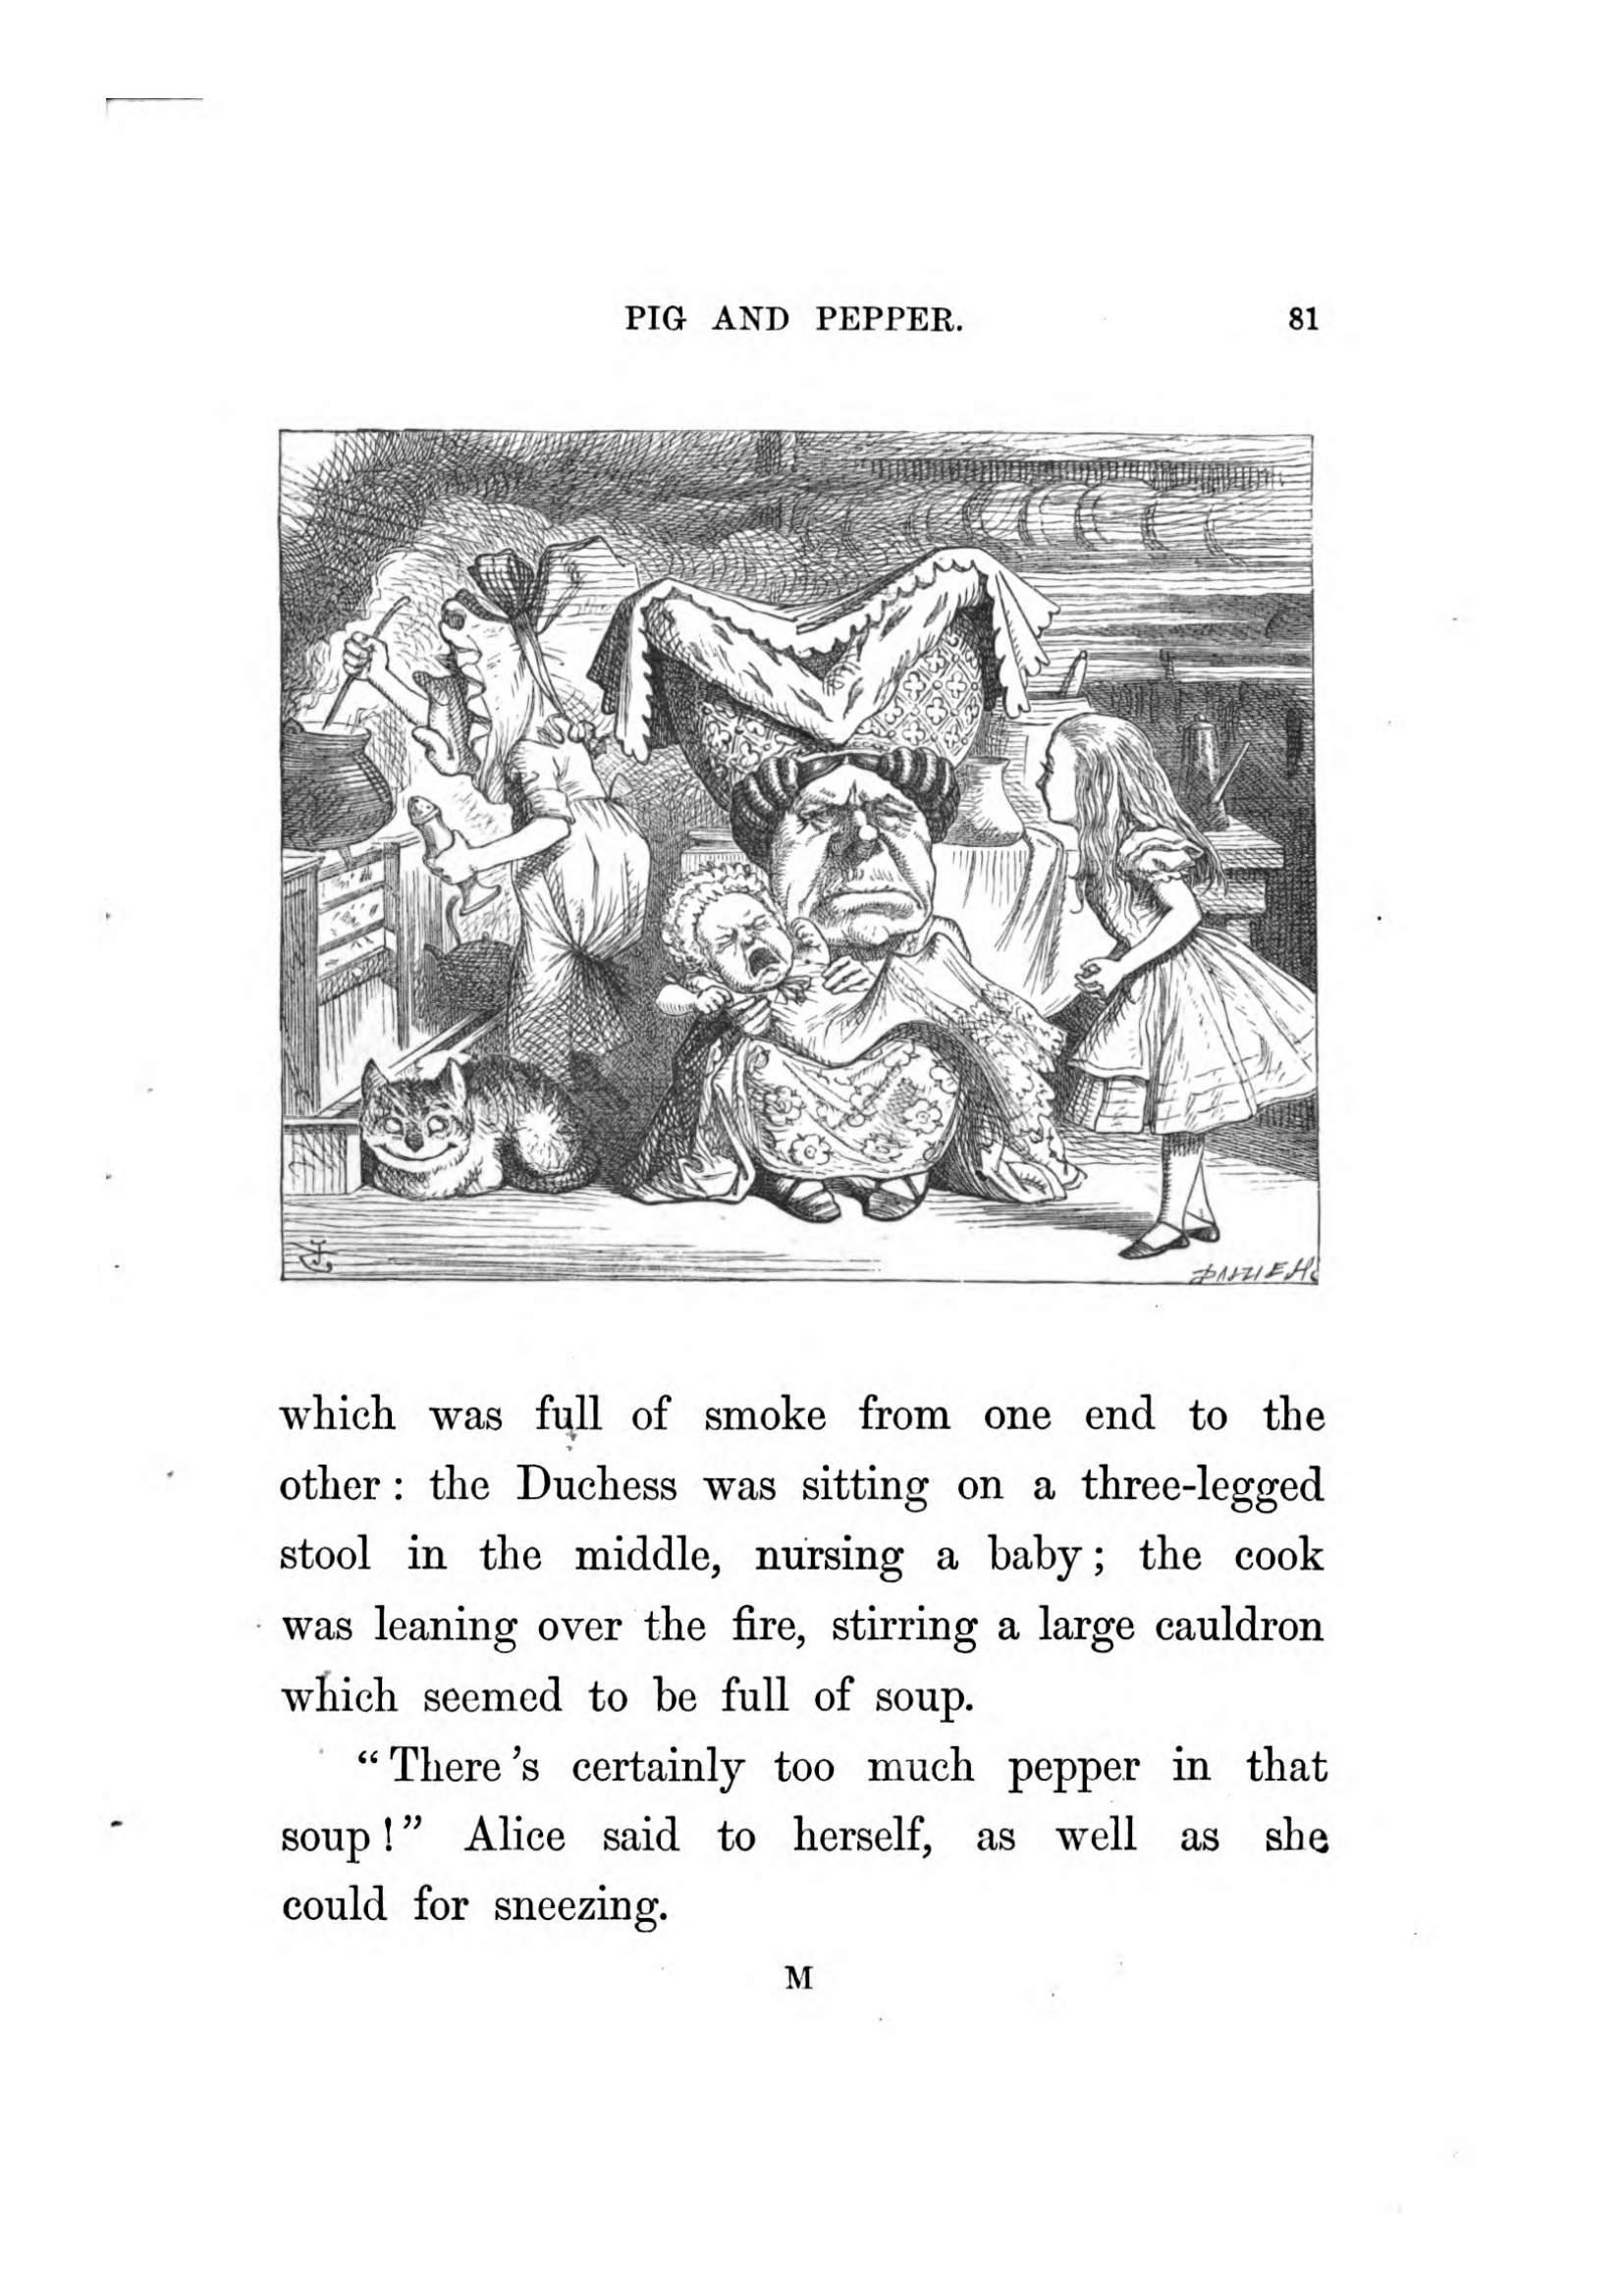 PIG AND PEPPER. 81
which was full of smoke from one end to the
other : the Duchess was sitting on a three-legged
stool in the middle, nursing a baby ; the cook
was leaning over the fire, stirring a large cauldron
which seemed to be full of soup.
“There ’s certainly too much pepper in that
soup !” Alice said to herself, as well as she
could for sneezing.
M